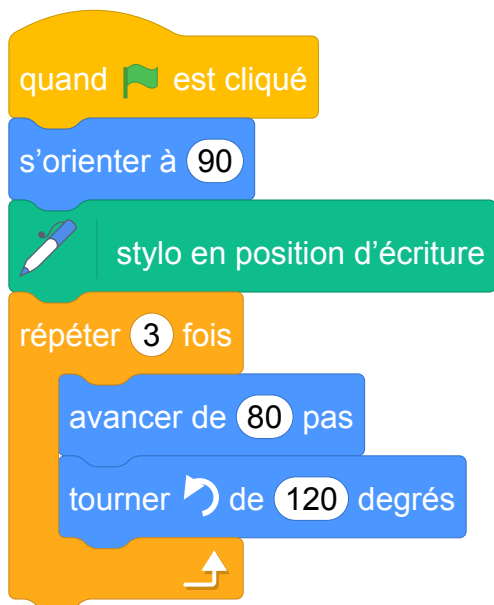 quand est cliqué
s’orienter à 90
stylo en position d’écriture
répéter 3 fois
avancer de 80 pas
tourner de 120 degrés